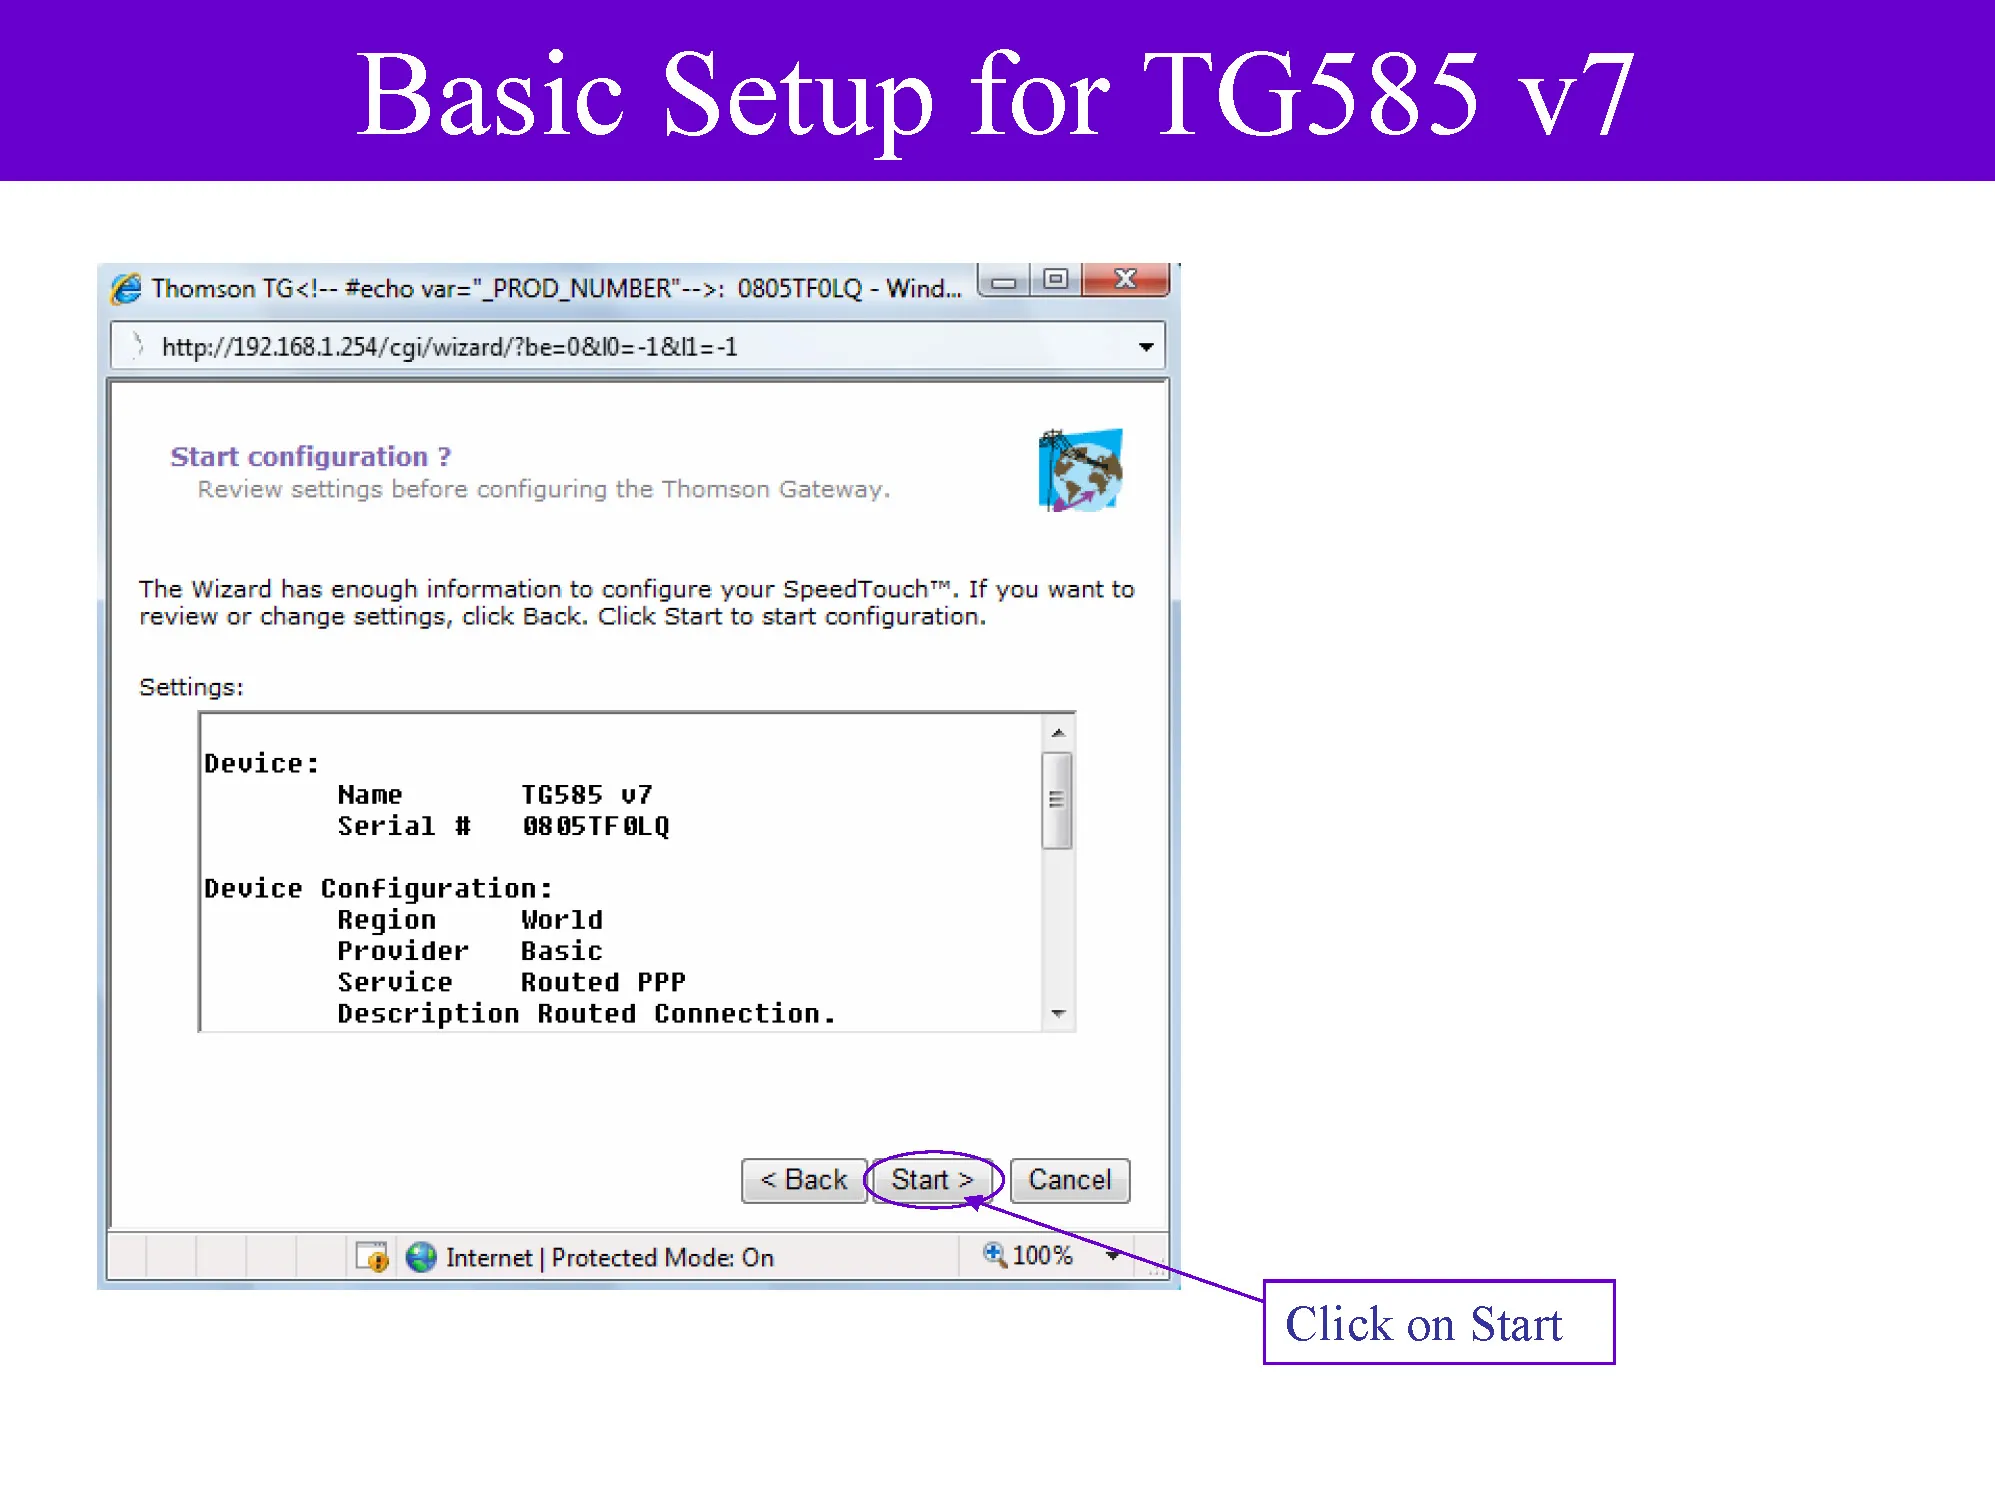 Basic Setup for TG585 v7
Thomson TG<!-- #echo var="_PROD_NUMBER"-->: 0805TF0LQ - Wind...
http://192.168.1.254/cgi/wizard/?be=0&l0=-1&l1=-1
Start configuration ?
Review settings before configuring the Thomson Gateway.
The Wizard has enough information to configure your SpeedTouch™. If you want to
review or change settings, click Back. Click Start to start configuration.
Settings:
Device:
Name TG585 v7
Serial # 0805TF0LQ
Device Configuration:
Region World
Provider Basic
Service Routed PPP
Description Routed Connection.
< Back Start > Cancel
Internet | Protected Mode: On 100%
Click on Start